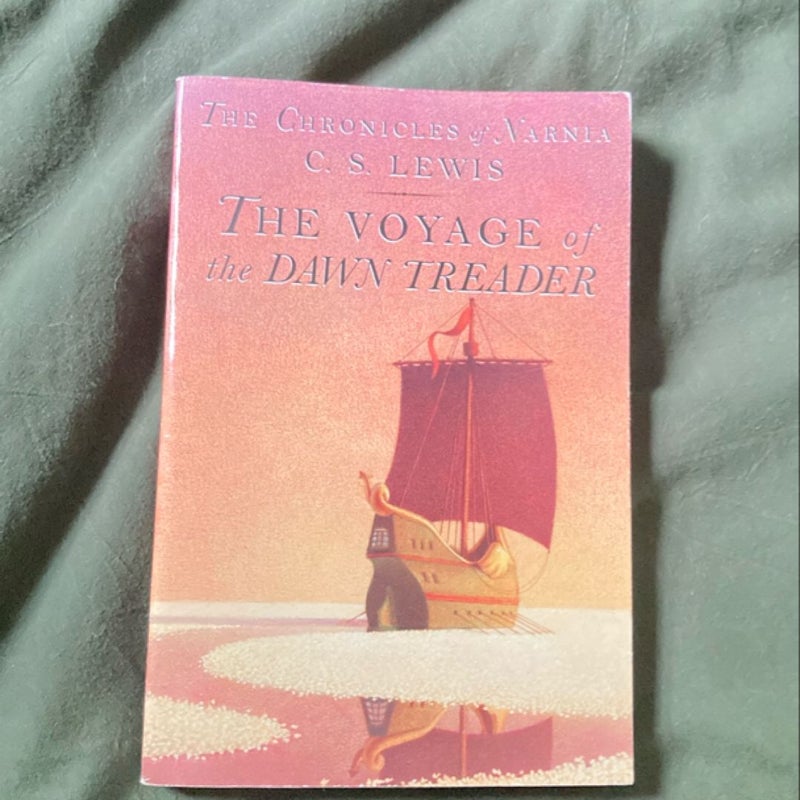 The Chronicles of Narnia
C. S. LEWIS
The VOYAGE of
the DAWN TREADER